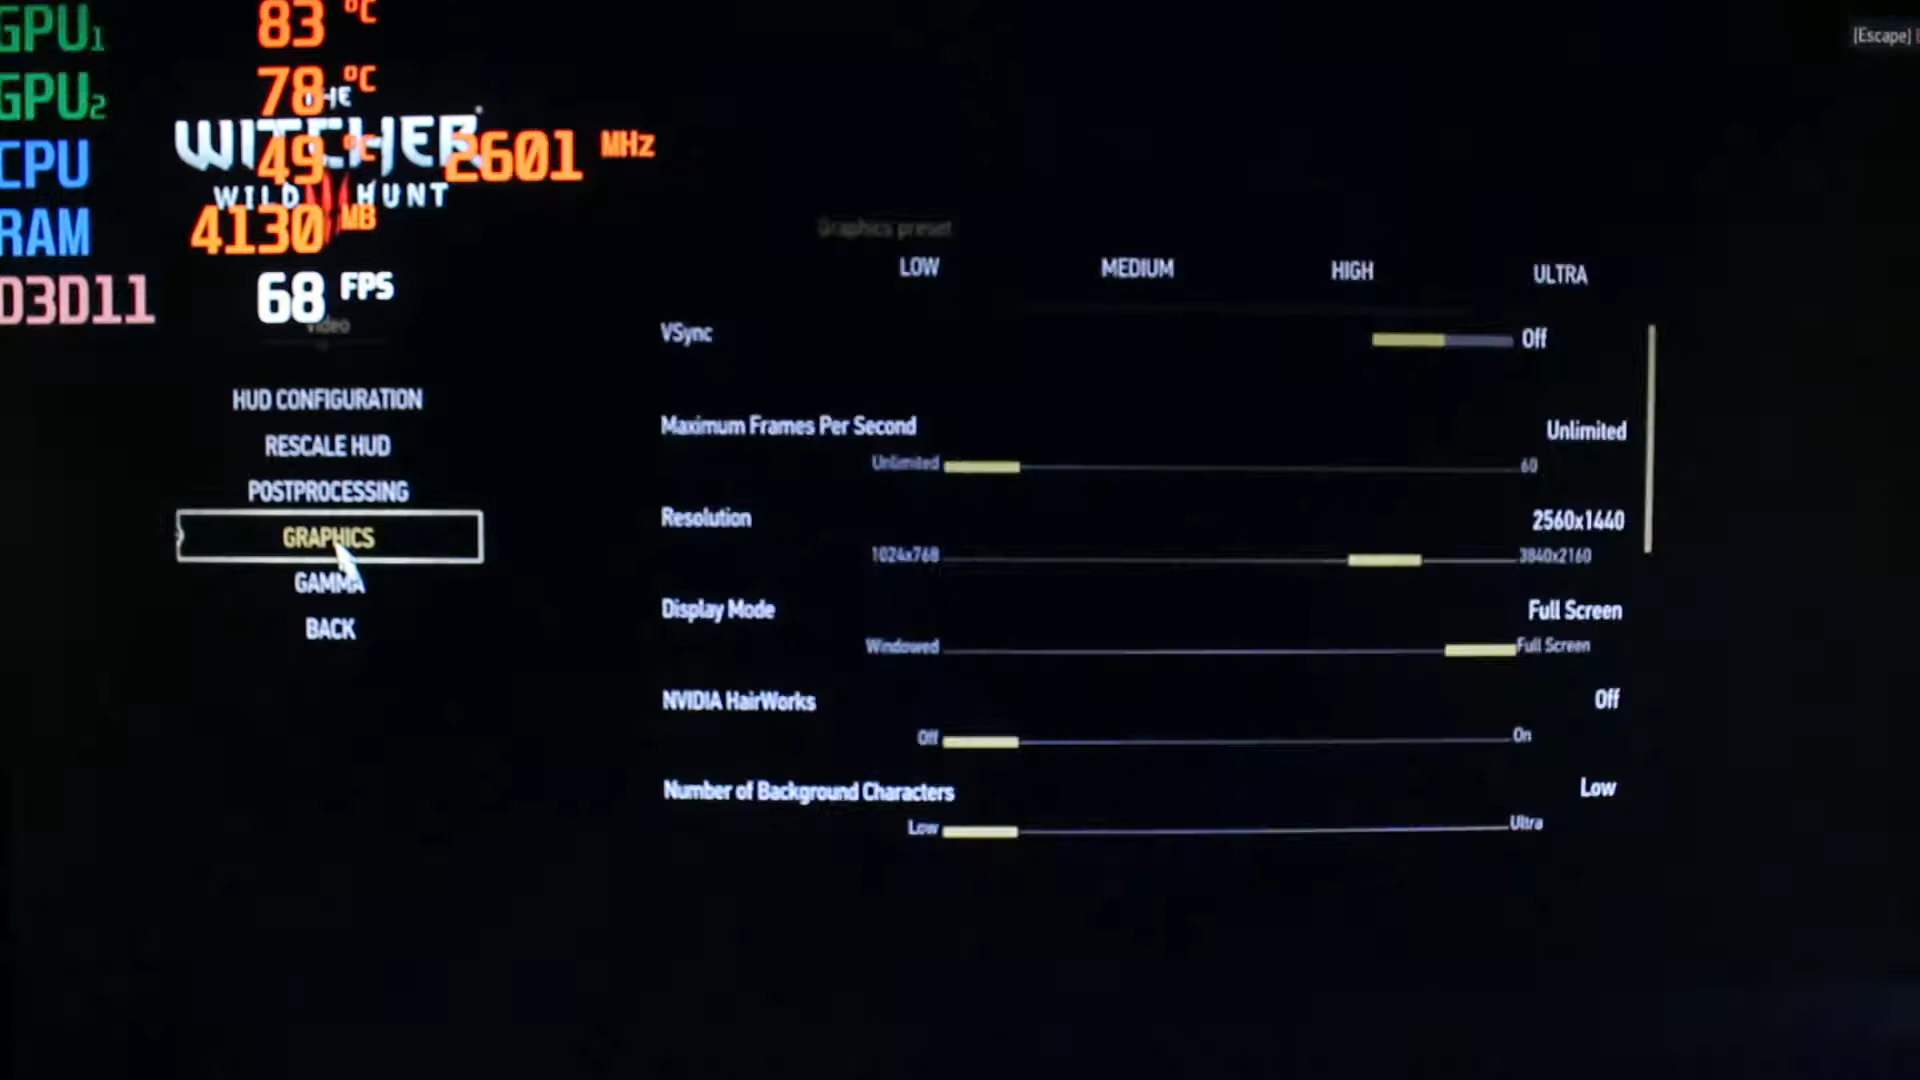 GPU1 83 °C
GPU2 78 °C
THE
WITCHER
CPU 49 °C 2601 MHz
WILD HUNT
RAM 4130 MB
D3D11 68 FPS
Video
HUD CONFIGURATION
RESCALE HUD
POSTPROCESSING
GRAPHICS
GAMMA
BACK
[Escape]
Graphics preset
LOW MEDIUM HIGH ULTRA
VSync Off
Maximum Frames Per Second Unlimited
Unlimited 60
Resolution 2560x1440
1024x768 3840x2160
Display Mode Full Screen
Windowed Full Screen
NVIDIA HairWorks Off
Off On
Number of Background Characters Low
Low Ultra